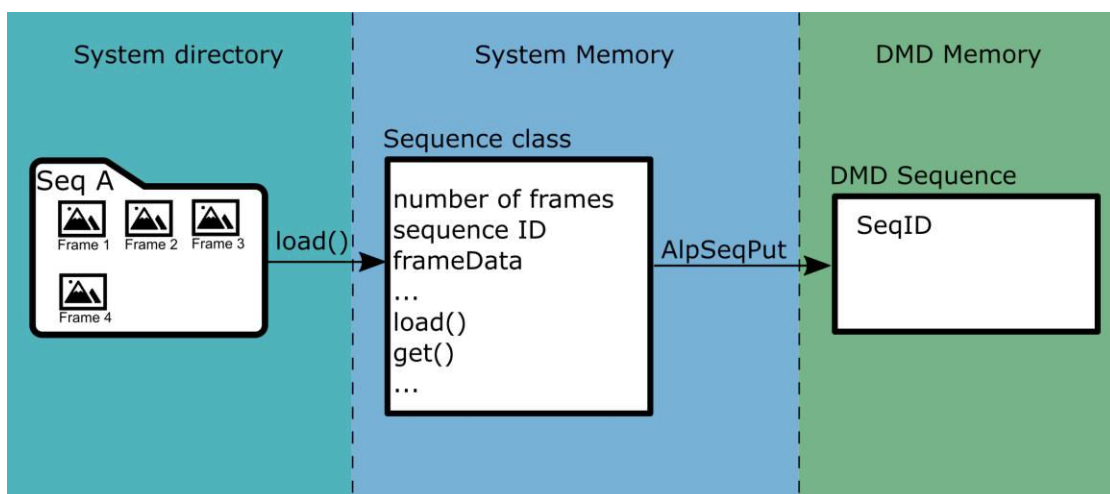 System directory
System Memory
DMD Memory
Seq A
Frame 1
Frame 2
Frame 3
Frame 4
load()
Sequence class
number of frames
sequence ID
frameData
...
load()
get()
...
AlpSeqPut
DMD Sequence
SeqID